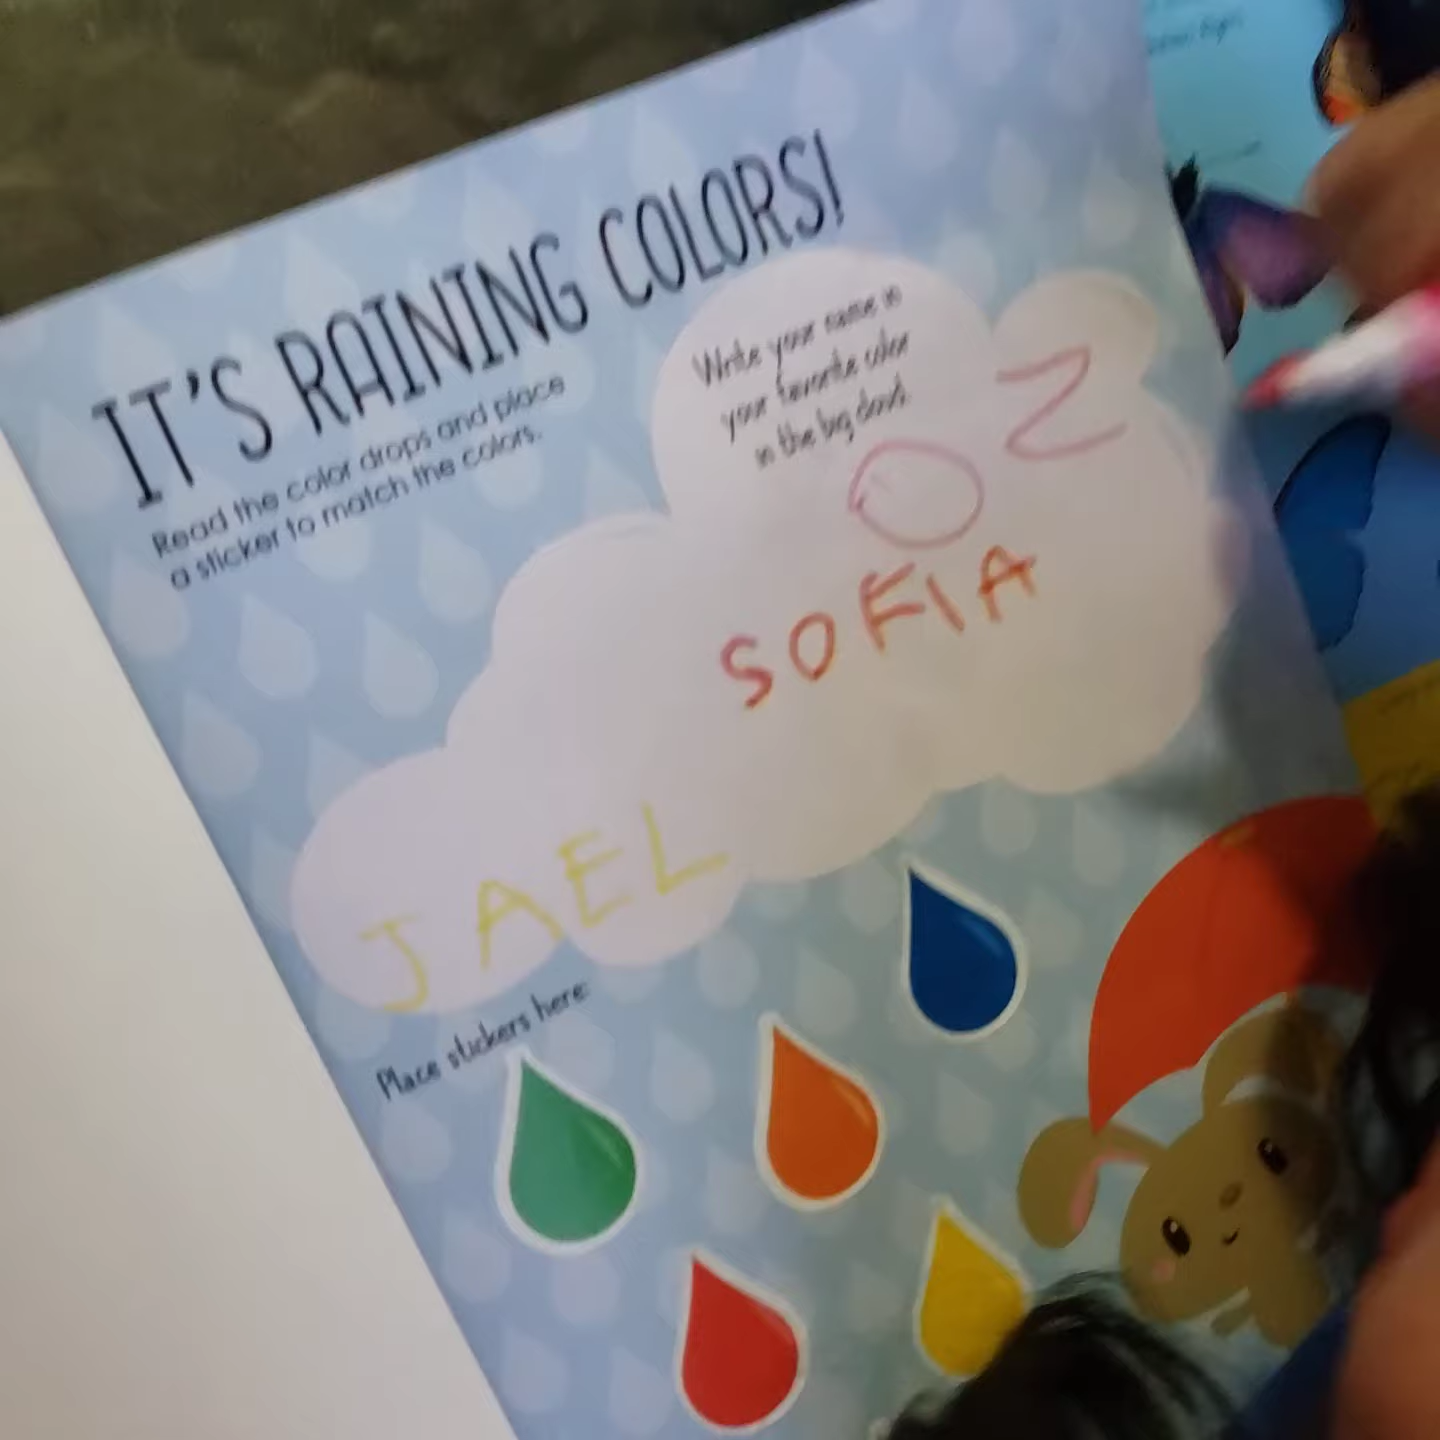 IT'S RAINING COLORS!
Read the color drops and place
a sticker to match the colors.
Write your name in
your favorite color
in the big cloud.
OZ
SOFIA
JAEL
Place stickers here: